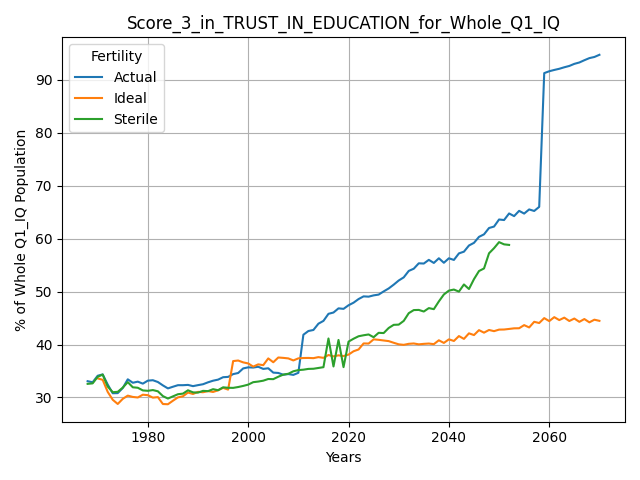 Score_3_in_TRUST_IN_EDUCATION_for_Whole_Q1_IQ
Fertility
Actual
Ideal
Sterile
90
80
70
60
50
40
30
% of Whole Q1_IQ Population
1980
2000
2020
2040
2060
Years